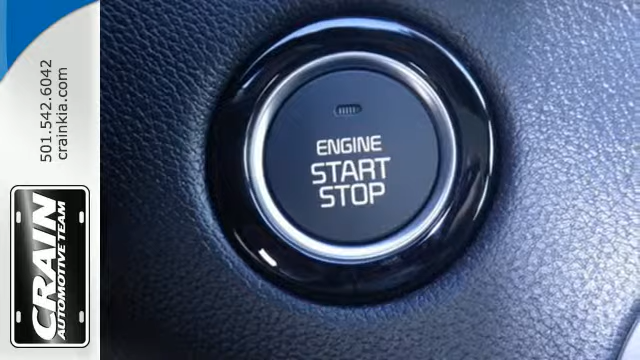 501.542.6042
crainkia.com
CRAIN
AUTOMOTIVE TEAM
ENGINE
START
STOP